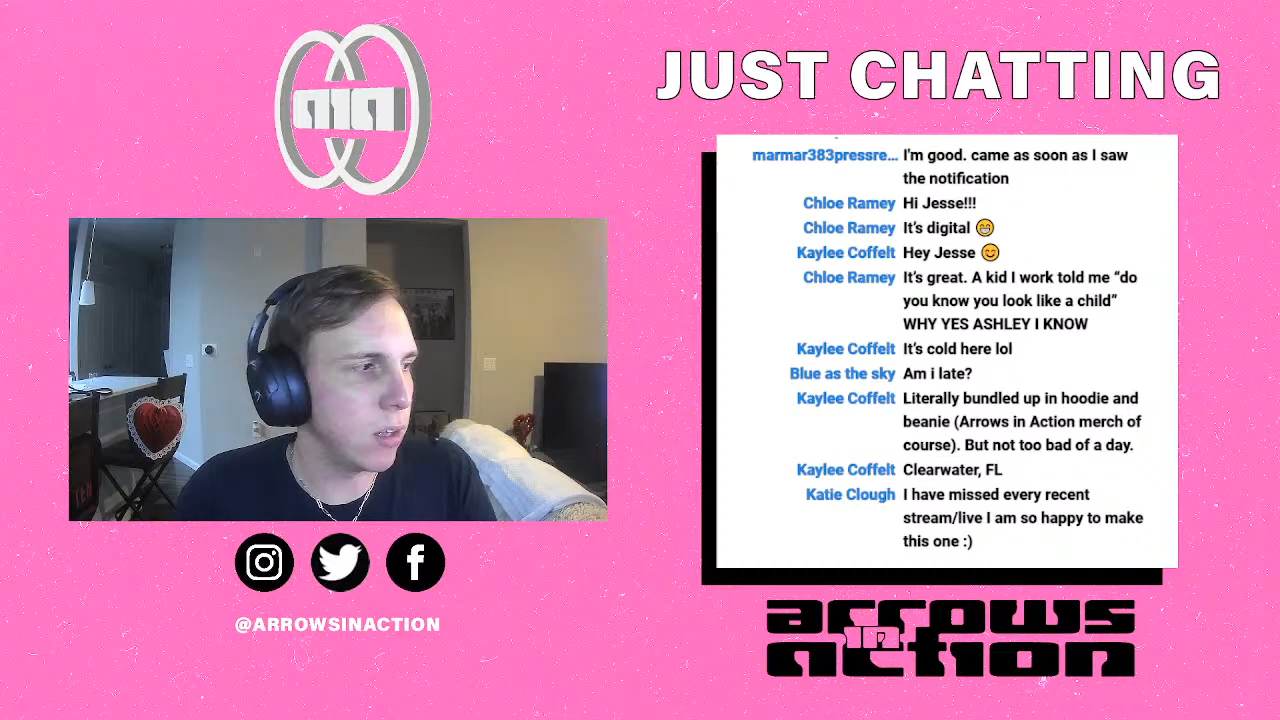 JUST CHATTING
marmar383pressre... I'm good. came as soon as I saw
the notification
Chloe Ramey Hi Jesse!!!
Chloe Ramey It's digital 😁
Kaylee Coffelt Hey Jesse 😊
Chloe Ramey It's great. A kid I work told me “do
you know you look like a child”
WHY YES ASHLEY I KNOW
Kaylee Coffelt It's cold here lol
Blue as the sky Am i late?
Kaylee Coffelt Literally bundled up in hoodie and
beanie (Arrows in Action merch of
course). But not too bad of a day.
Kaylee Coffelt Clearwater, FL
Katie Clough I have missed every recent
stream/live I am so happy to make
this one :)
@ARROWSINACTION
arrows
in
action